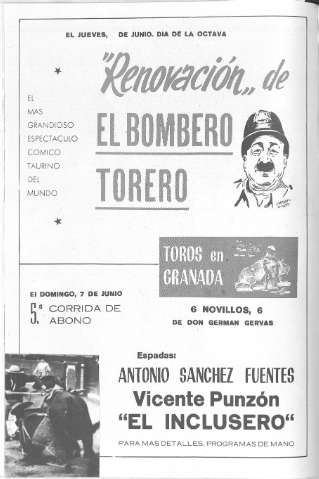 EL JUEVES, DE JUNIO. DIA DE LA OCTAVA
"Renovación„ de
EL
MAS
GRANDIOSO
ESPECTACULO
COMICO
TAURINO
DEL
MUNDO
EL BOMBERO
TORERO
TOROS en
GRANADA
El DOMINGO, 7 DE JUNIO
5.ª CORRIDA DE
ABONO
6 NOVILLOS, 6
DE DON GERMAN GERVAS
Espadas:
ANTONIO SANCHEZ FUENTES
Vicente Punzón
"EL INCLUSERO"
PARA MAS DETALLES, PROGRAMAS DE MANO